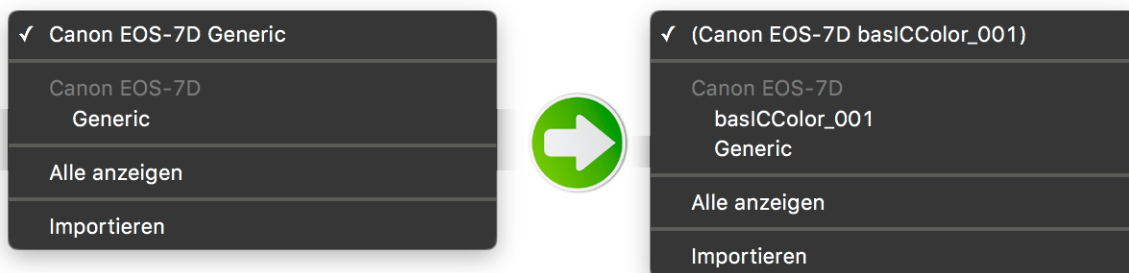 ✓ Canon EOS-7D Generic
Canon EOS-7D
Generic
Alle anzeigen
Importieren
✓ (Canon EOS-7D basICColor_001)
Canon EOS-7D
basICColor_001
Generic
Alle anzeigen
Importieren